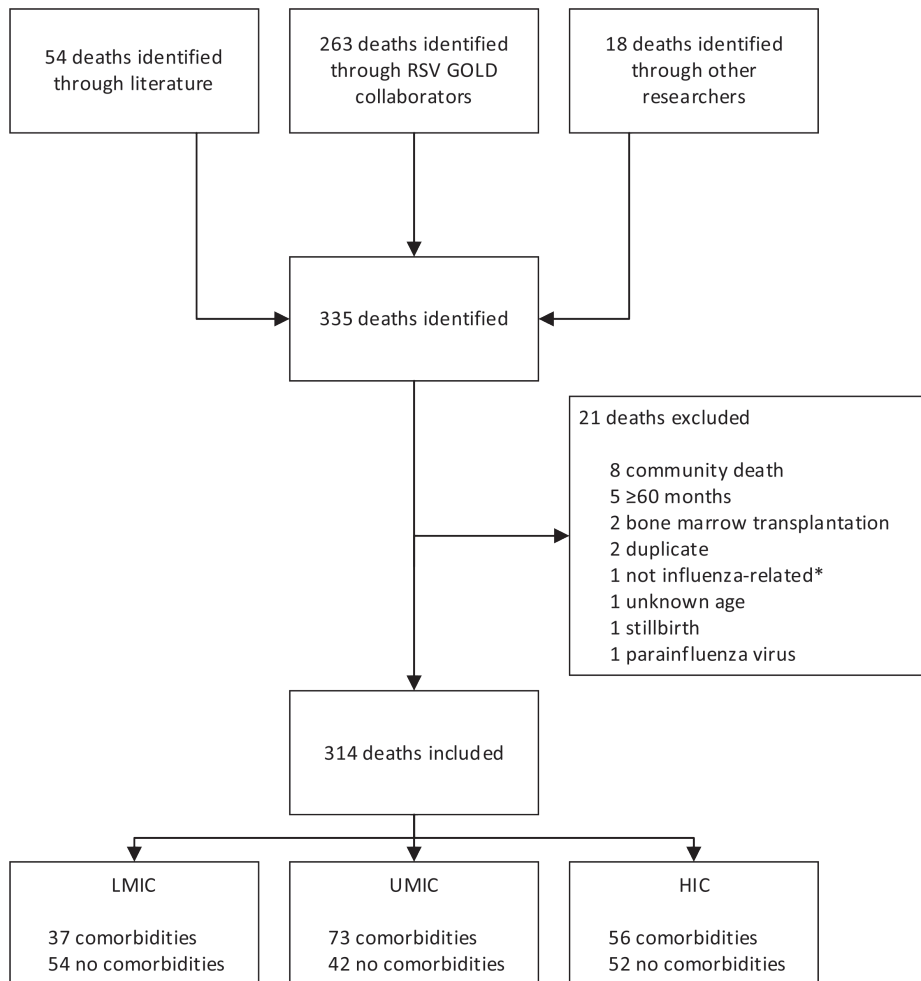 54 deaths identified
through literature
263 deaths identified
through RSV GOLD
collaborators
18 deaths identified
through other
researchers
335 deaths identified
21 deaths excluded
8 community death
5 ≥60 months
2 bone marrow transplantation
2 duplicate
1 not influenza-related*
1 unknown age
1 stillbirth
1 parainfluenza virus
314 deaths included
LMIC
37 comorbidities
54 no comorbidities
UMIC
73 comorbidities
42 no comorbidities
HIC
56 comorbidities
52 no comorbidities